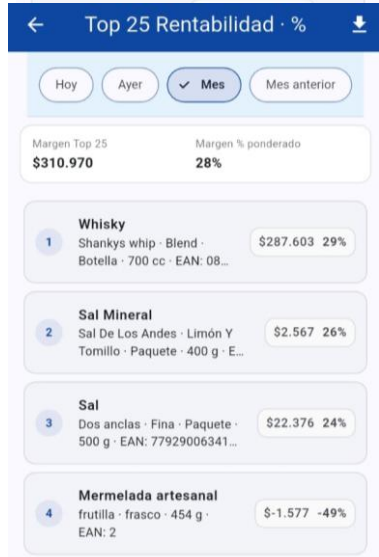 Top 25 Rentabilidad · %
Hoy
Ayer
✓ Mes
Mes anterior
Margen Top 25
Margen % ponderado
$310.970
28%
1
Whisky
Shankys whip · Blend ·
Botella · 700 cc · EAN: 08...
$287.603 29%
2
Sal Mineral
Sal De Los Andes · Limón Y
Tomillo · Paquete · 400 g · E...
$2.567 26%
3
Sal
Dos anclas · Fina · Paquete ·
500 g · EAN: 77929006341...
$22.376 24%
4
Mermelada artesanal
frutilla · frasco · 454 g ·
EAN: 2
$-1.577 -49%